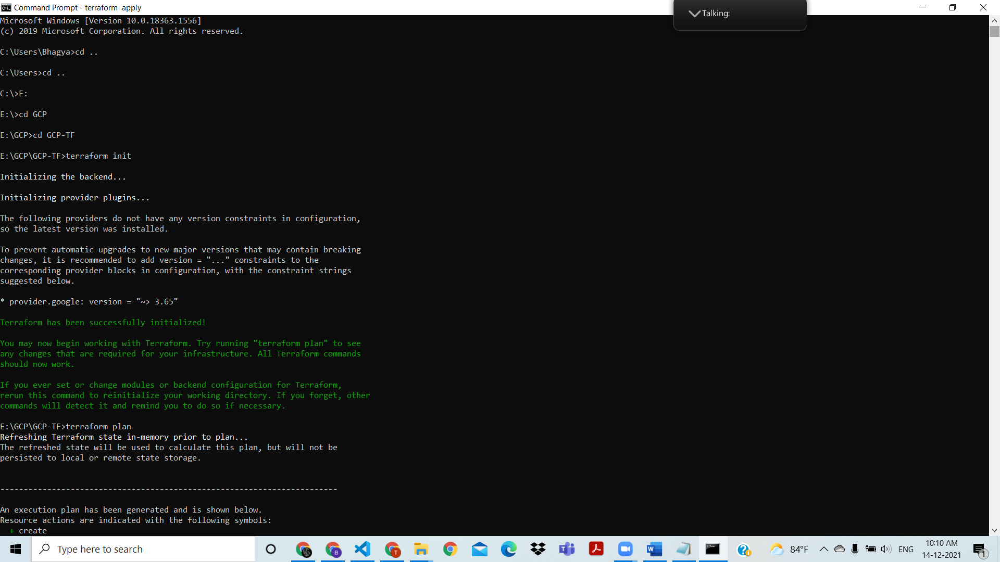 Command Prompt - terraform  apply
Talking:
Microsoft Windows [Version 10.0.18363.1556]
(c) 2019 Microsoft Corporation. All rights reserved.
C:\Users\Bhagya>cd ..
C:\Users>cd ..
C:\>E:
E:\>cd GCP
E:\GCP>cd GCP-TF
E:\GCP\GCP-TF>terraform init
Initializing the backend...
Initializing provider plugins...
The following providers do not have any version constraints in configuration,
so the latest version was installed.
To prevent automatic upgrades to new major versions that may contain breaking
changes, it is recommended to add version = "..." constraints to the
corresponding provider blocks in configuration, with the constraint strings
suggested below.
* provider.google: version = "~> 3.65"
Terraform has been successfully initialized!
You may now begin working with Terraform. Try running "terraform plan" to see
any changes that are required for your infrastructure. All Terraform commands
should now work.
If you ever set or change modules or backend configuration for Terraform,
rerun this command to reinitialize your working directory. If you forget, other
commands will detect it and remind you to do so if necessary.
E:\GCP\GCP-TF>terraform plan
Refreshing Terraform state in-memory prior to plan...
The refreshed state will be used to calculate this plan, but will not be
persisted to local or remote state storage.
------------------------------------------------------------------------
An execution plan has been generated and is shown below.
Resource actions are indicated with the following symbols:
  + create
Type here to search
84°F
ENG
10:10 AM
14-12-2021
1